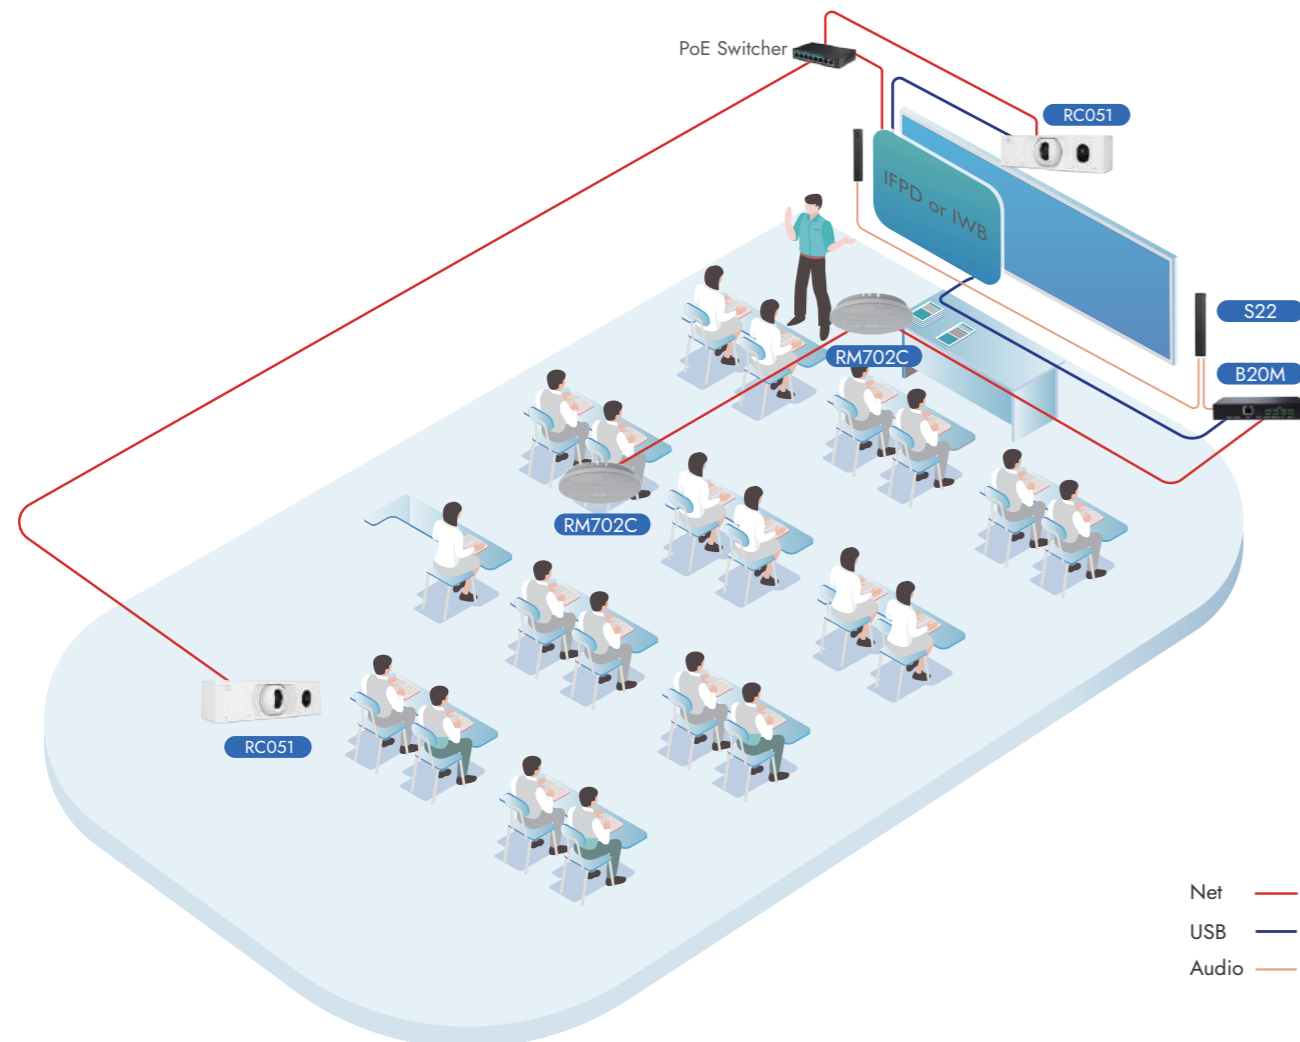 PoE Switcher
RC051
IFPD or IWB
S22
RM702C
B20M
RM702C
RC051
Net
USB
Audio